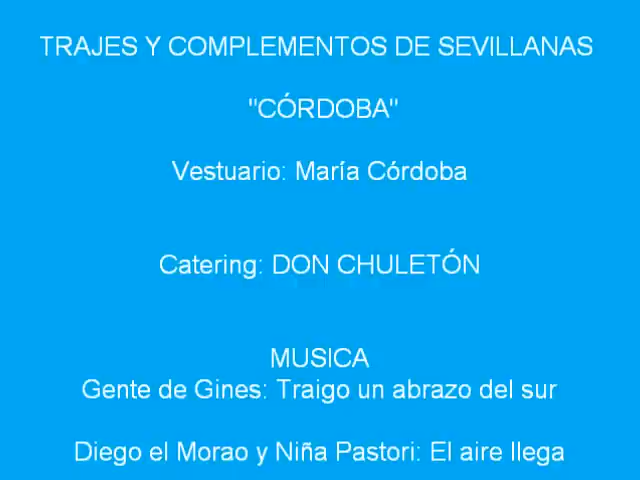 TRAJES Y COMPLEMENTOS DE SEVILLANAS
"CÓRDOBA"
Vestuario: María Córdoba
Catering: DON CHULETÓN
MUSICA
Gente de Gines: Traigo un abrazo del sur
Diego el Morao y Niña Pastori: El aire llega